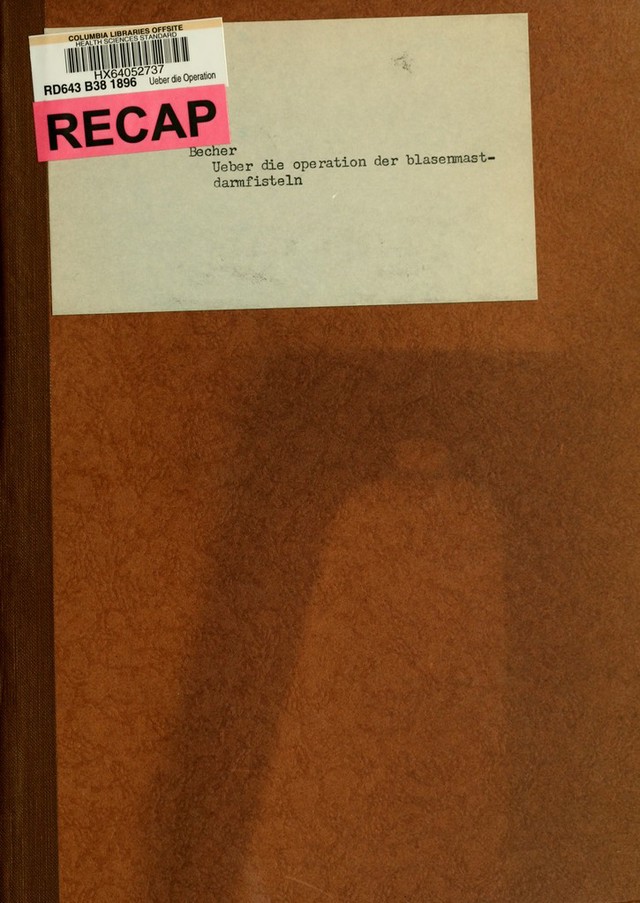 COLUMBIA LIBRARIES OFFSITE
HEALTH SCIENCES STANDARD
HX64052737
RD643 B38 1896 Ueber die Operation
RECAP
Becher
Ueber die operation der blasenmast-
darmfisteln